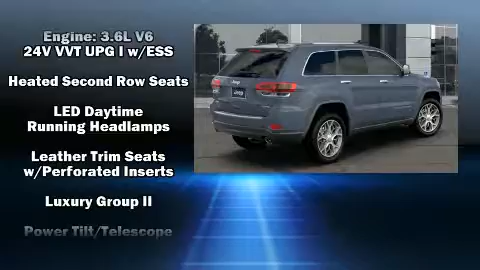 Engine: 3.6L V6
24V VVT UPG I w/ESS
Heated Second Row Seats
LED Daytime
Running Headlamps
Leather Trim Seats
w/Perforated Inserts
Luxury Group II
Power Tilt/Telescope
Jeep